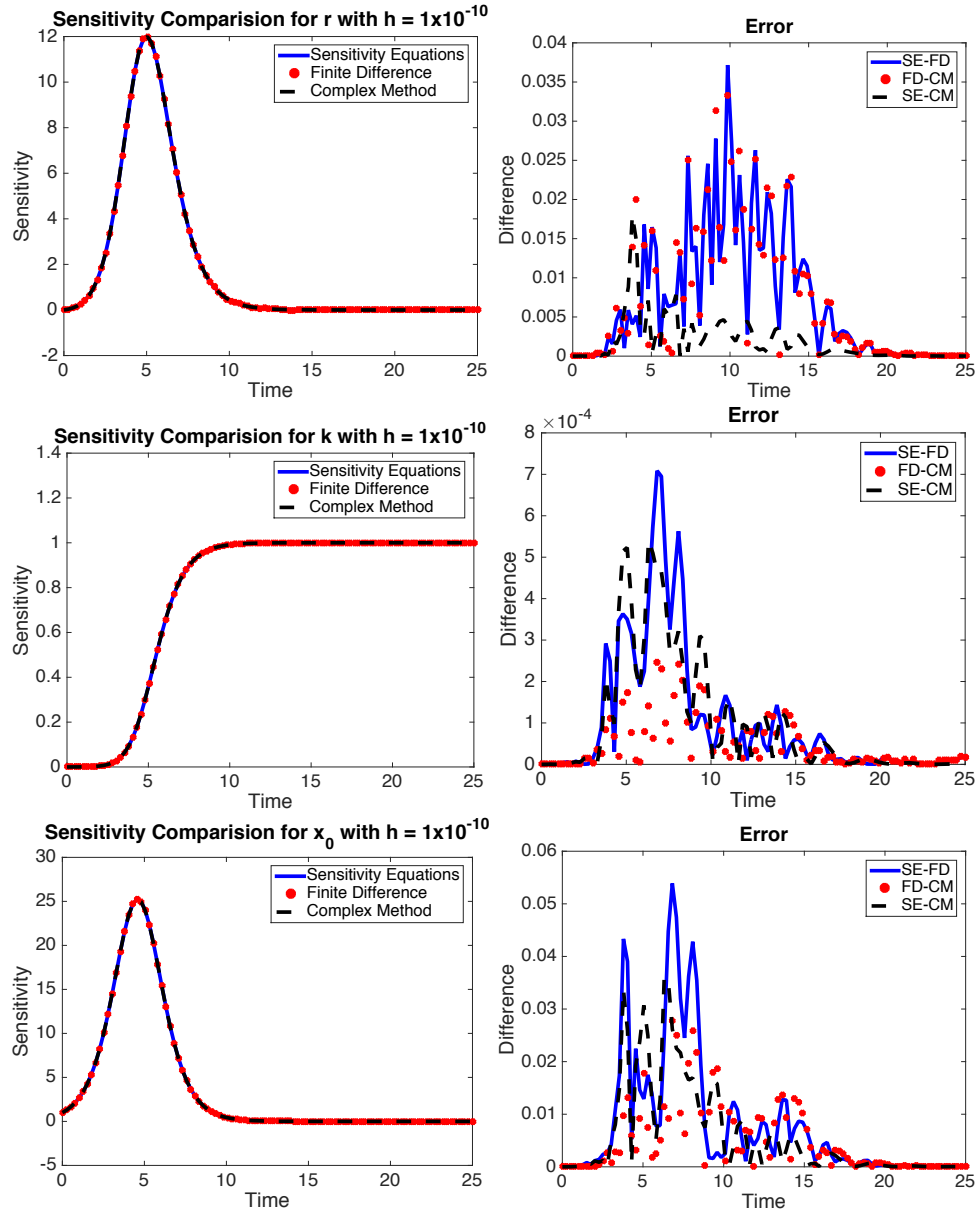 Sensitivity Comparision for r with h = 1x10^-10
Sensitivity
12
10
8
6
4
2
0
-2
0 5 10 15 20 25
Time
Sensitivity Equations
Finite Difference
Complex Method
Error
Difference
0.04
0.035
0.03
0.025
0.02
0.015
0.01
0.005
0
0 5 10 15 20 25
Time
SE-FD
FD-CM
SE-CM
Sensitivity Comparision for k with h = 1x10^-10
Sensitivity
1.4
1.2
1
0.8
0.6
0.4
0.2
0
0 5 10 15 20 25
Time
Sensitivity Equations
Finite Difference
Complex Method
Error
×10^-4
Difference
8
7
6
5
4
3
2
1
0
0 5 10 15 20 25
Time
SE-FD
FD-CM
SE-CM
Sensitivity Comparision for x_0 with h = 1x10^-10
Sensitivity
30
25
20
15
10
5
0
-5
0 5 10 15 20 25
Time
Sensitivity Equations
Finite Difference
Complex Method
Error
Difference
0.06
0.05
0.04
0.03
0.02
0.01
0
0 5 10 15 20 25
Time
SE-FD
FD-CM
SE-CM